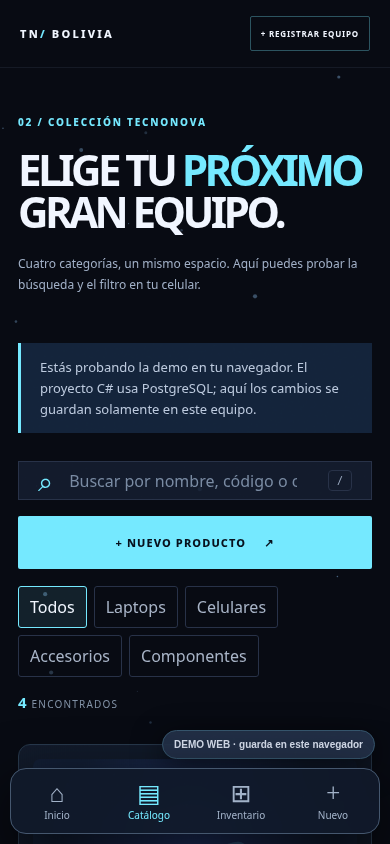 TN/ BOLIVIA
+ REGISTRAR EQUIPO
02 / COLECCIÓN TECNONOVA
ELIGE TU PRÓXIMO
GRAN EQUIPO.
Cuatro categorías, un mismo espacio. Aquí puedes probar la
búsqueda y el filtro en tu celular.
Estás probando la demo en tu navegador. El
proyecto C# usa PostgreSQL; aquí los cambios se
guardan solamente en este equipo.
Buscar por nombre, código o c
/
+ NUEVO PRODUCTO ↗
Todos
Laptops
Celulares
Accesorios
Componentes
4 ENCONTRADOS
DEMO WEB · guarda en este navegador
Inicio
Catálogo
Inventario
Nuevo